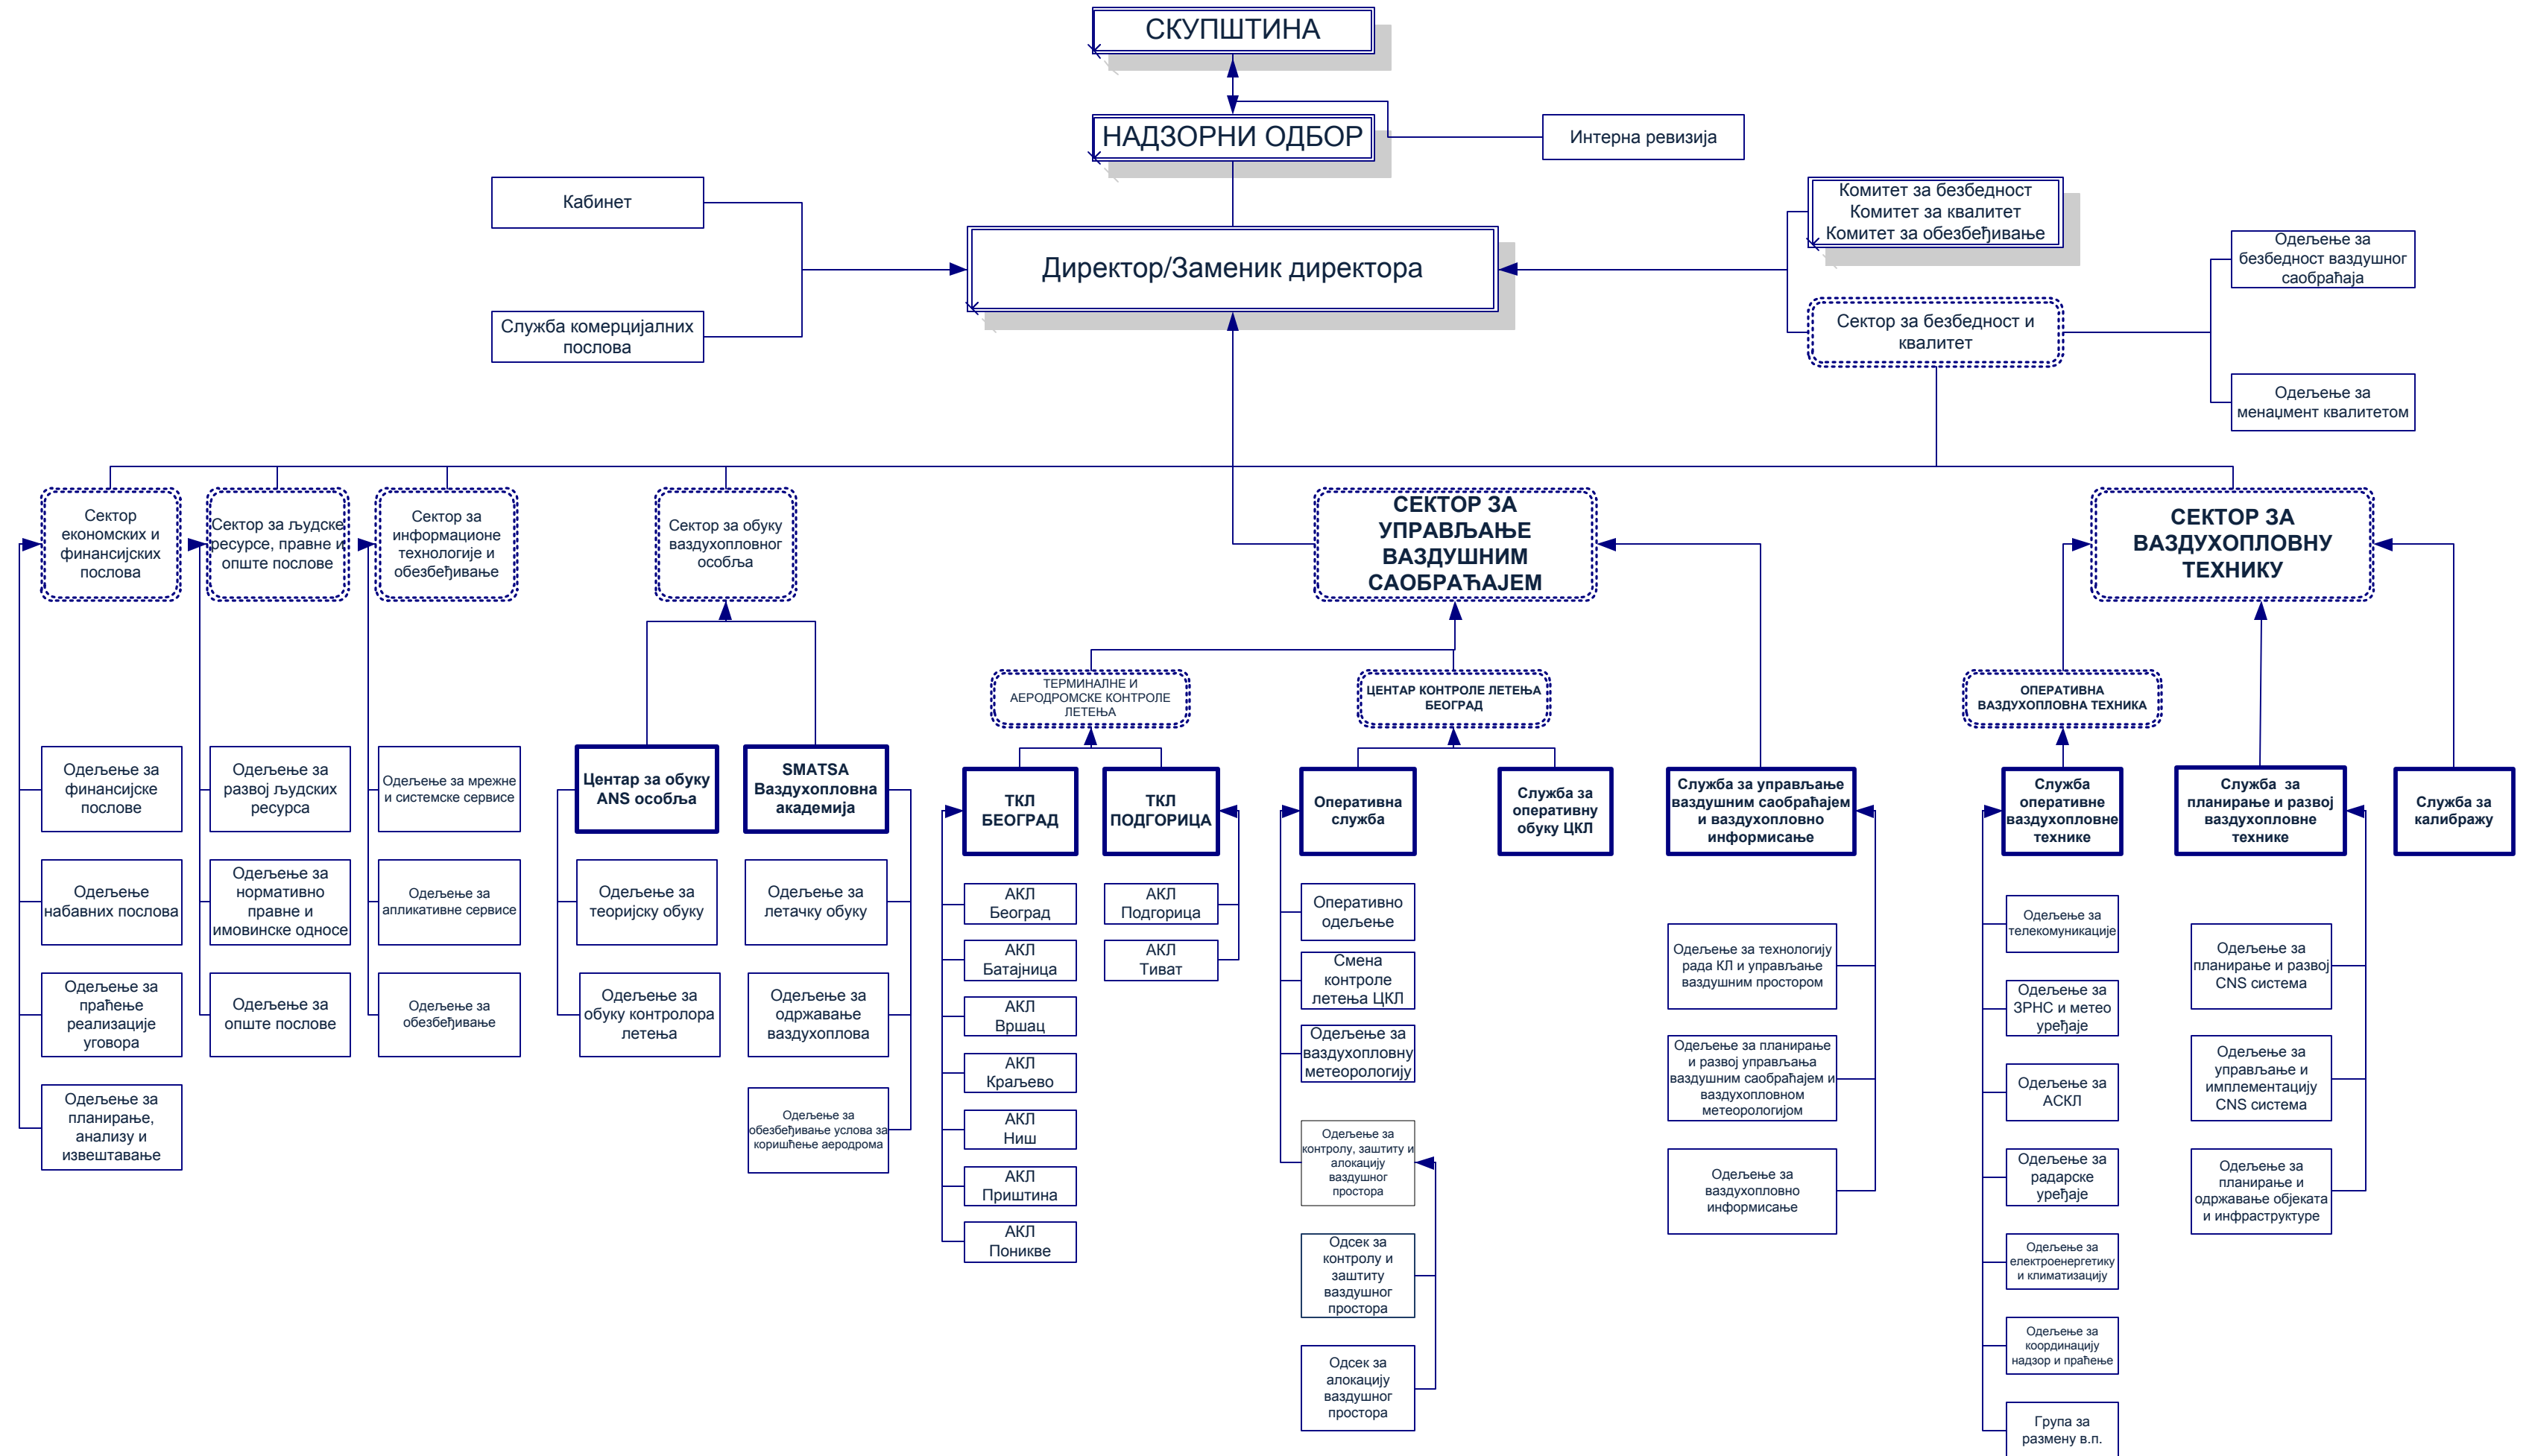 СКУПШТИНА
НАДЗОРНИ ОДБОР
Интерна ревизија
Кабинет
Служба комерцијалних
послова
Директор/Заменик директора
Комитет за безбедност
Комитет за квалитет
Комитет за обезбеђивање
Сектор за безбедност и
квалитет
Одељење за
безбедност ваздушног
саобраћаја
Одељење за
менаџмент квалитетом
Сектор
економских и
финансијских
послова
Сектор за људске
ресурсе, правне и
опште послове
Сектор за
информационе
технологије и
обезбеђивање
Сектор за обуку
ваздухопловног
особља
СЕКТОР ЗА
УПРАВЉАЊЕ
ВАЗДУШНИМ
САОБРАЋАЈЕМ
СЕКТОР ЗА
ВАЗДУХОПЛОВНУ
ТЕХНИКУ
ТЕРМИНАЛНЕ И
АЕРОДРОМСКЕ КОНТРОЛЕ
ЛЕТЕЊА
ЦЕНТАР КОНТРОЛЕ ЛЕТЕЊА
БЕОГРАД
ОПЕРАТИВНА
ВАЗДУХОПЛОВНА ТЕХНИКА
Одељење за
финансијске
послове
Одељење
набавних послова
Одељење за
праћење
реализације
уговора
Одељење за
планирање,
анализу и
извештавање
Одељење за
развој људских
ресурса
Одељење за
нормативно
правне и
имовинске односе
Одељење за
опште послове
Одељење за мрежне
и системске сервисе
Одељење за
апликативне сервисе
Одељење за
обезбеђивање
Центар за обуку
ANS особља
Одељење за
теоријску обуку
Одељење за
обуку контролора
летења
SMATSA
Ваздухопловна
академија
Одељење за
летачку обуку
Одељење за
одржавање
ваздухоплова
Одељење за
обезбеђивање услова за
коришћење аеродрома
ТКЛ
БЕОГРАД
АКЛ
Београд
АКЛ
Батајница
АКЛ
Вршац
АКЛ
Краљево
АКЛ
Ниш
АКЛ
Приштина
АКЛ
Поникве
ТКЛ
ПОДГОРИЦА
АКЛ
Подгорица
АКЛ
Тиват
Оперативна
служба
Оперативно
одељење
Смена
контроле
летења ЦКЛ
Одељење за
ваздухопловну
метеорологију
Одељење за
контролу, заштиту и
алокацију
ваздушног
простора
Одсек за
контролу и
заштиту
ваздушног
простора
Одсек за
алокацију
ваздушног
простора
Служба за
оперативну
обуку ЦКЛ
Служба за управљање
ваздушним саобраћајем
и ваздухопловно
информисање
Одељење за технологију
рада КЛ и управљање
ваздушним простором
Одељење за планирање
и развој управљања
ваздушним саобраћајем и
ваздухопловном
метеорологијом
Одељење за
ваздухопловно
информисање
Служба
оперативне
ваздухопловне
технике
Одељење за
телекомуникације
Одељење за
ЗРНС и метео
уређаје
Одељење за
АСКЛ
Одељење за
радарске
уређаје
Одељење за
електроенергетику
и климатизацију
Одељење за
координацију
надзор и праћење
Група за
размену в.п.
Служба за
планирање и развој
ваздухопловне
технике
Одељење за
планирање и развој
CNS система
Одељење за
управљање и
имплементацију
CNS система
Одељење за
планирање и
одржавање објеката
и инфраструктуре
Служба за
калибражу